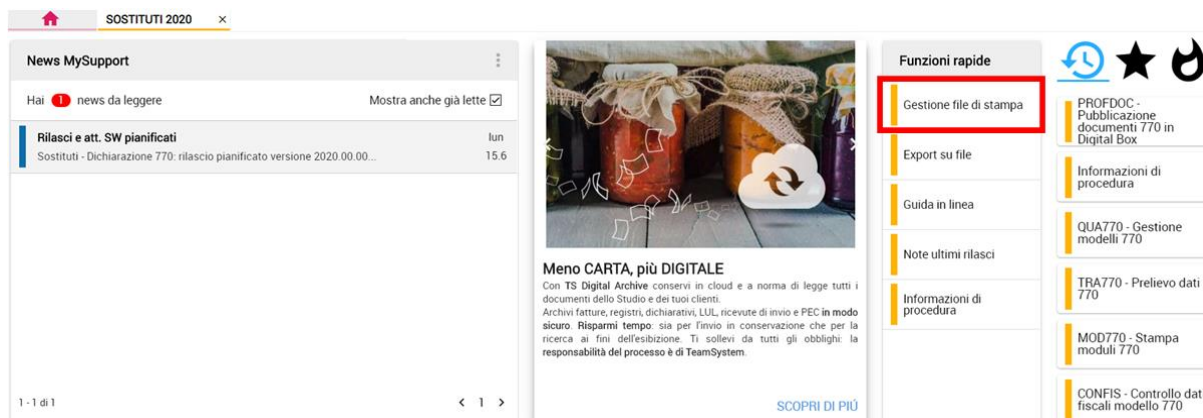 SOSTITUTI 2020 ×
News MySupport
Hai 1 news da leggere
Mostra anche già lette
Rilasci e att. SW pianificati
lun
Sostituti - Dichiarazione 770: rilascio pianificato versione 2020.00.00...
15.6
1 - 1 di 1
< 1 >
Meno CARTA, più DIGITALE
Con TS Digital Archive conservi in cloud e a norma di legge tutti i
documenti dello Studio e dei tuoi clienti.
Archivi fatture, registri, dichiarativi, LUL, ricevute di invio e PEC in modo
sicuro. Risparmi tempo: sia per l'invio in conservazione che per la
ricerca ai fini dell'esibizione. Ti sollevi da tutti gli obblighi: la
responsabilità del processo è di TeamSystem.
SCOPRI DI PIÚ
Funzioni rapide
Gestione file di stampa
Export su file
Guida in linea
Note ultimi rilasci
Informazioni di
procedura
PROFDOC -
Pubblicazione
documenti 770 in
Digital Box
Informazioni di
procedura
QUA770 - Gestione
modelli 770
TRA770 - Prelievo dati
770
MOD770 - Stampa
moduli 770
CONFIS - Controllo dat
fiscali modello 770